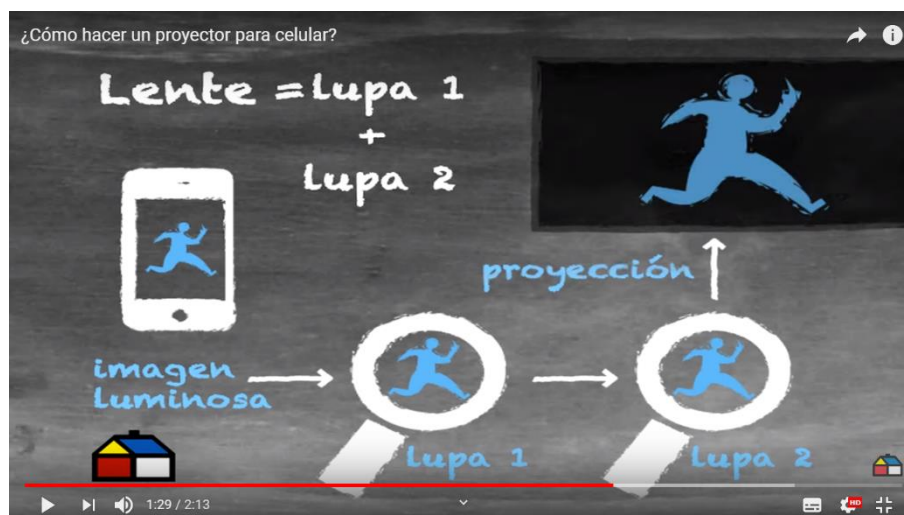 ¿Cómo hacer un proyector para celular?
Lente = lupa 1
+
lupa 2
proyección
imagen
luminosa
lupa 1
lupa 2
1:29 / 2:13
HD